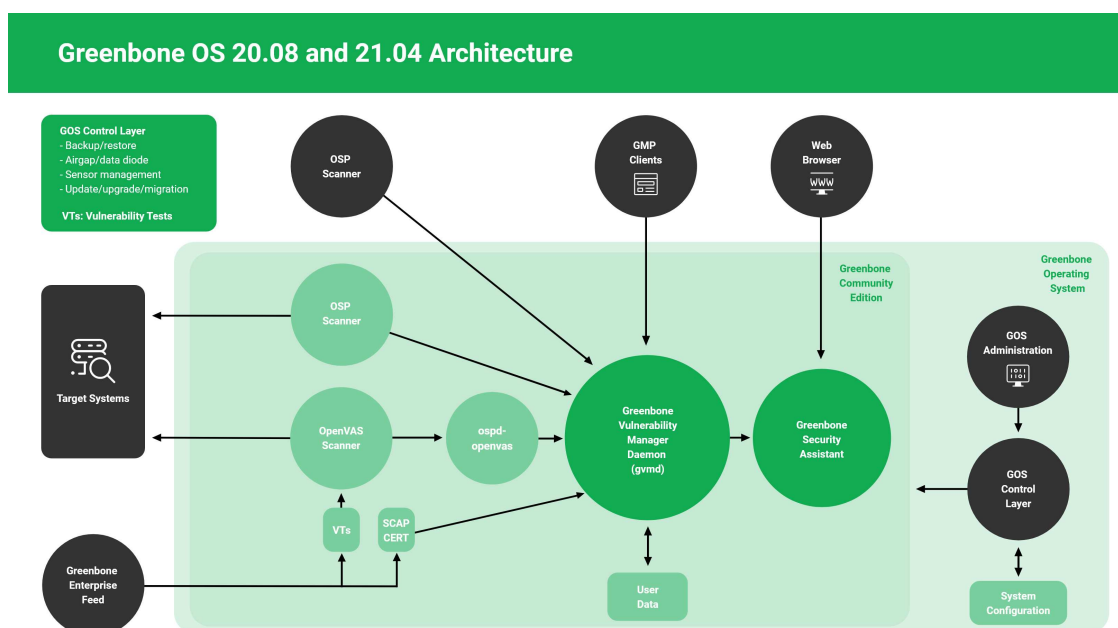 Greenbone OS 20.08 and 21.04 Architecture
GOS Control Layer
- Backup/restore
- Airgap/data diode
- Sensor management
- Update/upgrade/migration
VTs: Vulnerability Tests
OSP
Scanner
GMP
Clients
Web
Browser
WWW
Greenbone
Community
Edition
Greenbone
Operating
System
OSP
Scanner
Target Systems
GOS
Administration
1011
1101
OpenVAS
Scanner
ospd-
openvas
Greenbone
Vulnerability
Manager
Daemon
(gvmd)
Greenbone
Security
Assistant
GOS
Control
Layer
VTs
SCAP
CERT
Greenbone
Enterprise
Feed
User
Data
System
Configuration